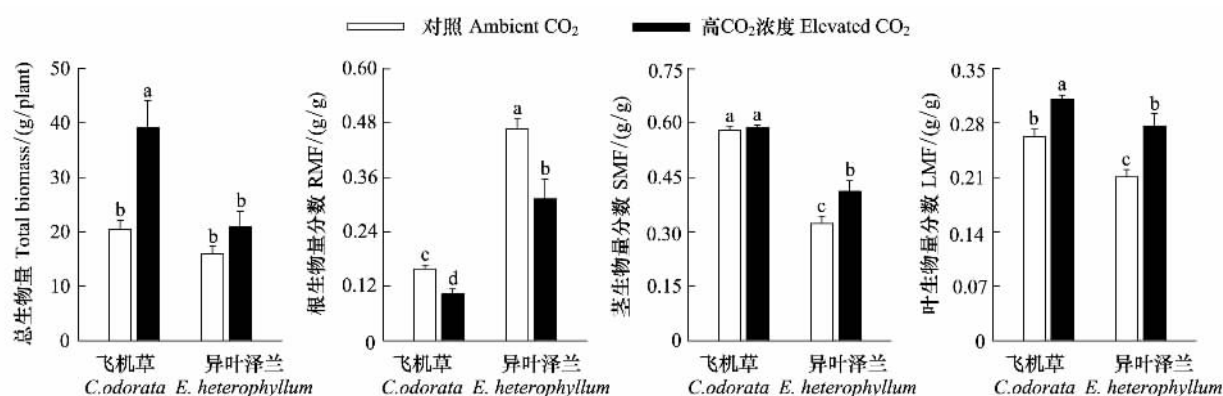 对照 Ambient CO₂
高CO₂浓度 Elevated CO₂
总生物量 Total biomass/(g/plant)
50
40
30
20
10
0
b
a
b
b
飞机草
C.odorata
异叶泽兰
E. heterophyllum
根生物量分数 RMF/(g/g)
0.60
0.48
0.36
0.24
0.12
0
c
d
a
b
飞机草
C.odorata
异叶泽兰
E. heterophyllum
茎生物量分数 SMF/(g/g)
0.75
0.60
0.45
0.30
0.15
0
a
a
c
b
飞机草
C.odorata
异叶泽兰
E. heterophyllum
叶生物量分数 LMF/(g/g)
0.35
0.28
0.21
0.14
0.07
0
b
a
c
b
飞机草
C.odorata
异叶泽兰
E. heterophyllum